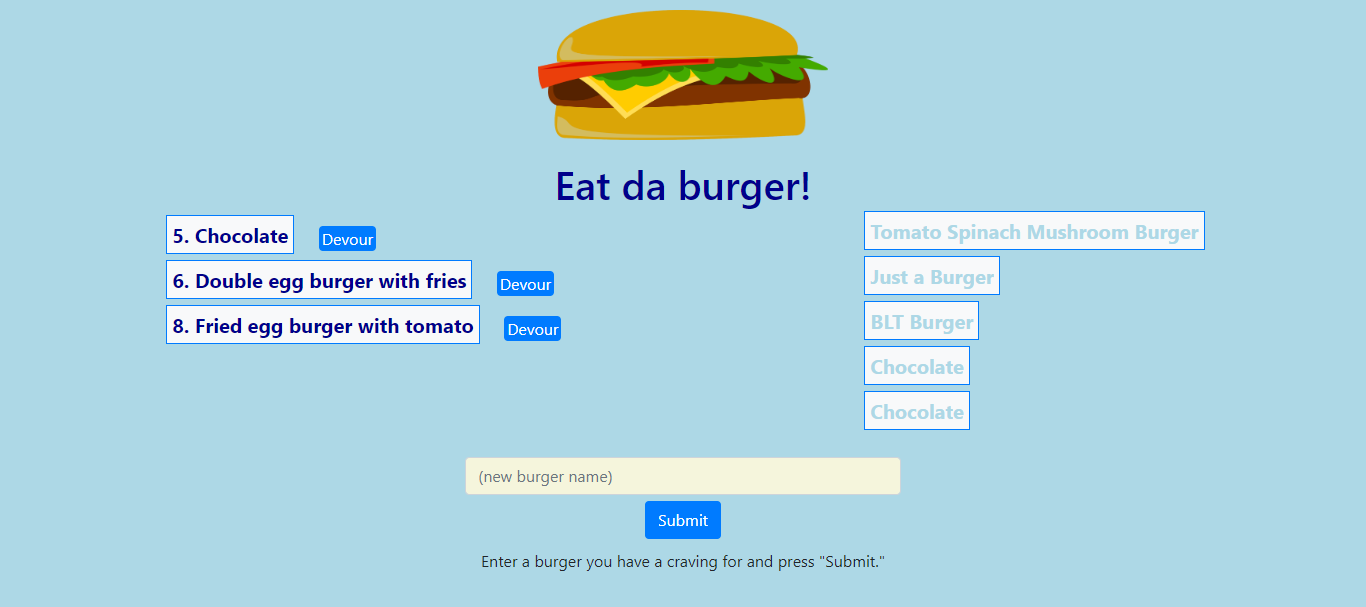 Eat da burger!
5. Chocolate Devour
6. Double egg burger with fries Devour
8. Fried egg burger with tomato Devour
Tomato Spinach Mushroom Burger
Just a Burger
BLT Burger
Chocolate
Chocolate
(new burger name)
Submit
Enter a burger you have a craving for and press "Submit."